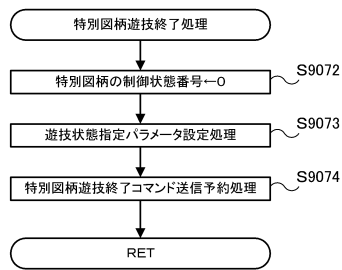 特別図柄遊技終了処理
特別図柄の制御状態番号←0
S9072
遊技状態指定パラメータ設定処理
S9073
特別図柄遊技終了コマンド送信予約処理
S9074
RET